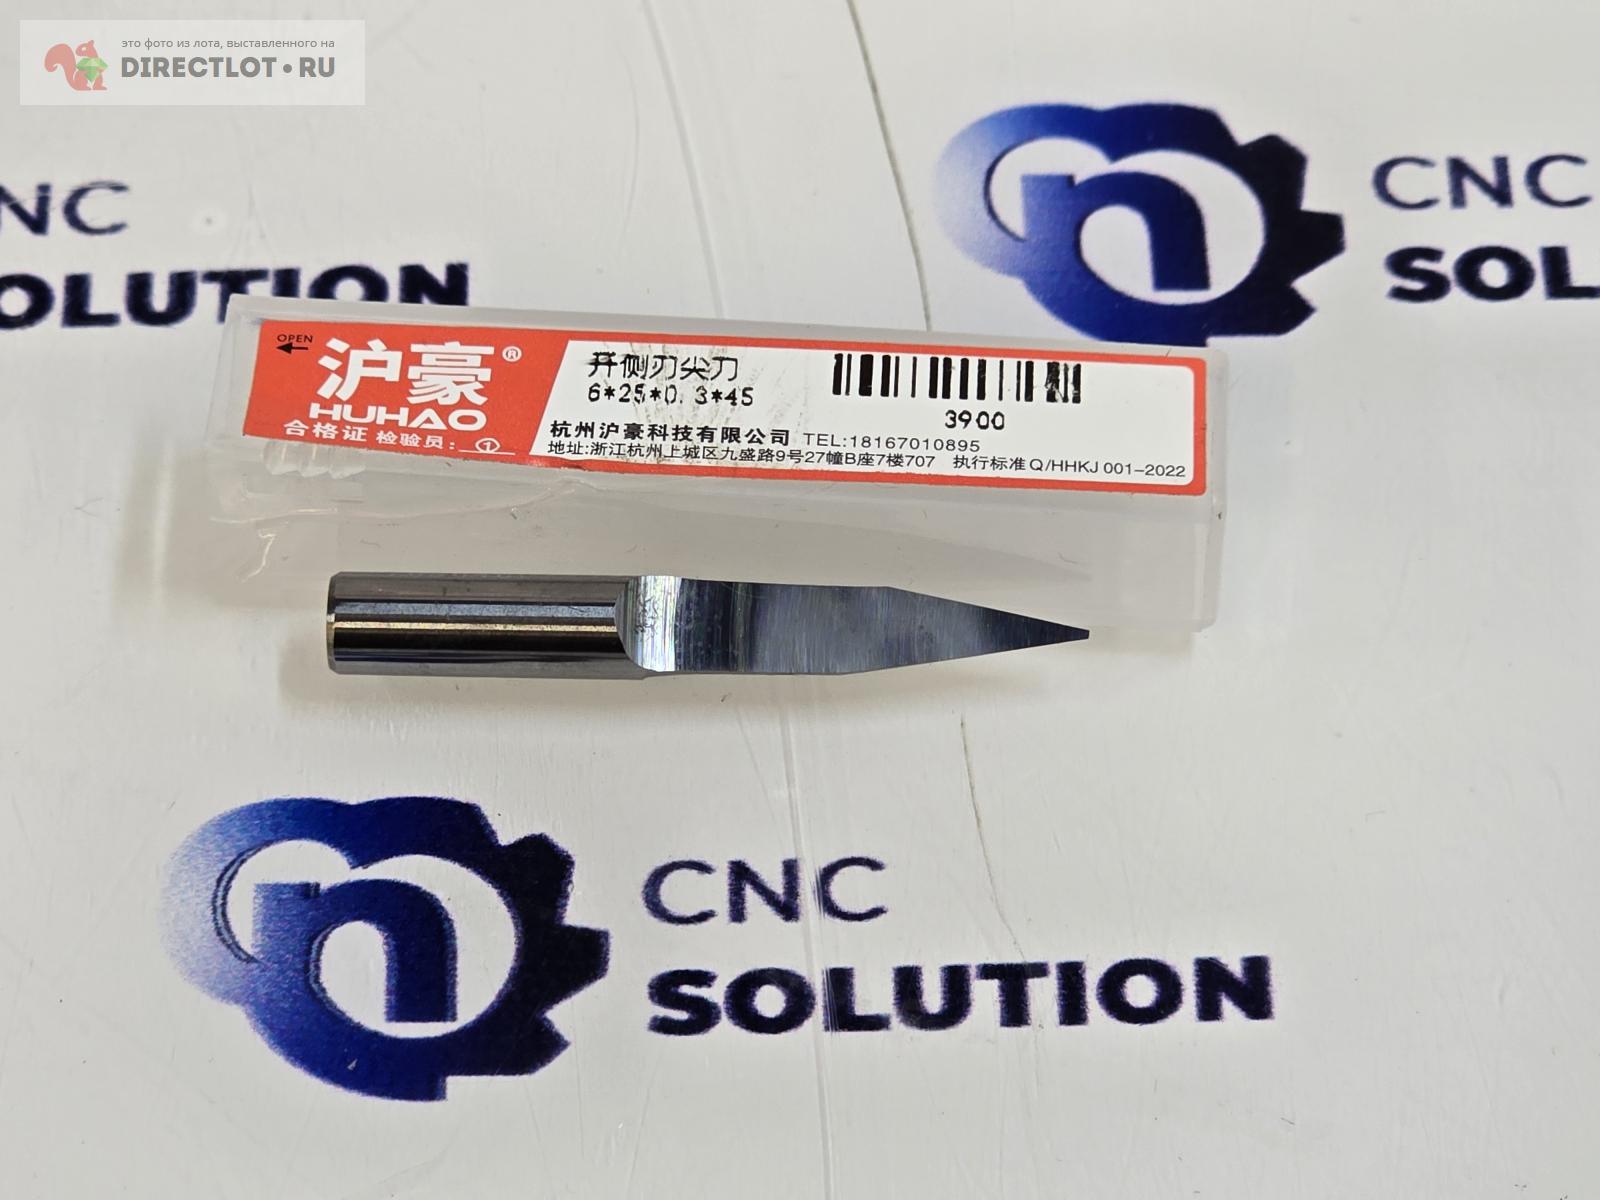 это фото из лота, выставленного на
DIRECTLOT•RU
CNC
SOL
NC
OLUTION
OPEN
沪豪®
HUHAO
合格证 检验员: ①
开侧刃尖刀
6*25*0.3*45
3900
杭州沪豪科技有限公司 TEL:18167010895
地址:浙江杭州上城区九盛路9号27幢B座7楼707 执行标准Q/HHKJ 001-2022
n
CNC
SOLUTION
n